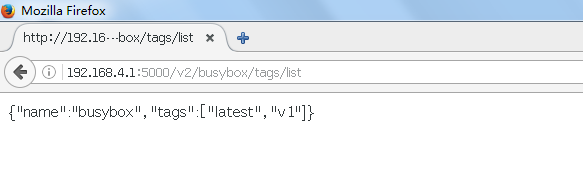 Mozilla Firefox
http://192.16···box/tags/list
192.168.4.1:5000/v2/busybox/tags/list
{"name":"busybox","tags":["latest","v1"]}